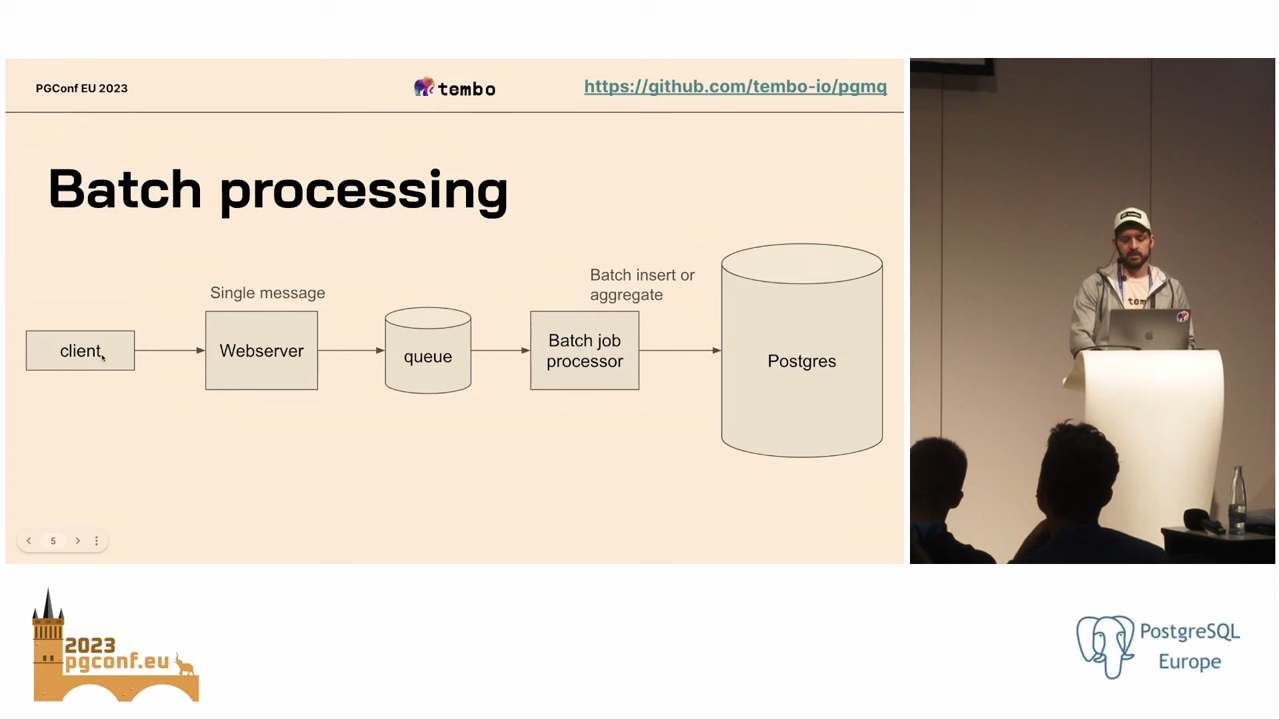 PGConf EU 2023
tembo
https://github.com/tembo-io/pgmq
Batch processing
Single message
Batch insert or
aggregate
client
Webserver
queue
Batch job
processor
Postgres
5
tem
2023
pgconf.eu
PostgreSQL
Europe